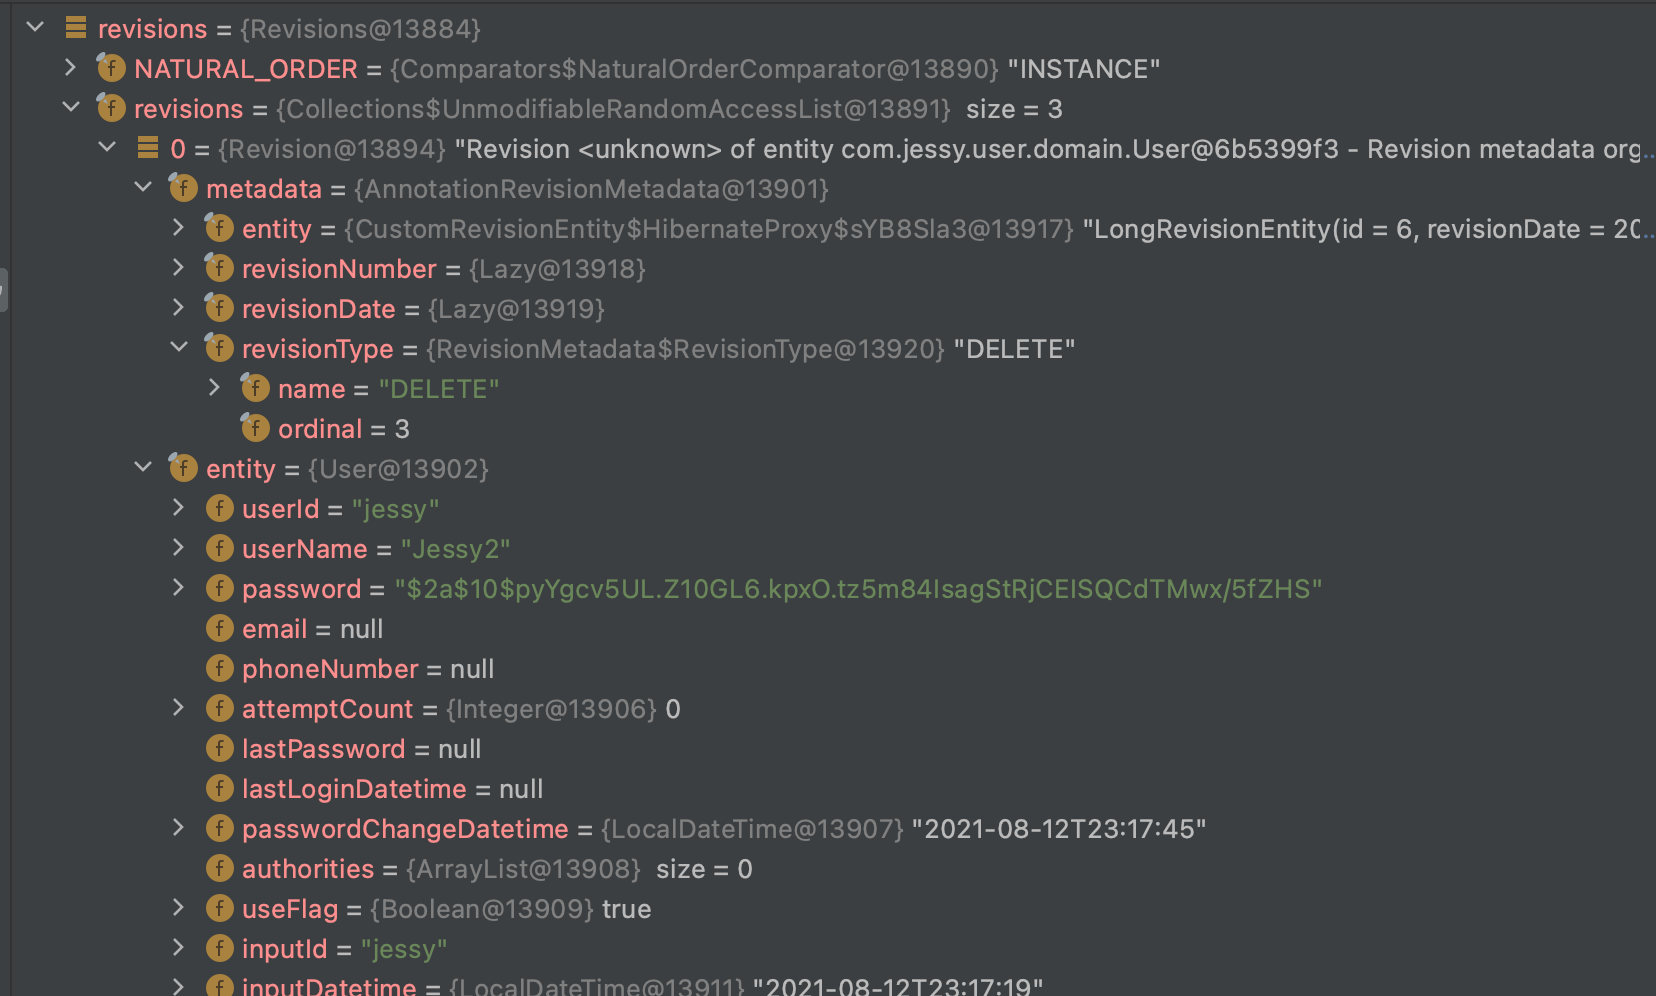 revisions = {Revisions@13884}
NATURAL_ORDER = {Comparators$NaturalOrderComparator@13890} "INSTANCE"
revisions = {Collections$UnmodifiableRandomAccessList@13891} size = 3
0 = {Revision@13894} "Revision <unknown> of entity com.jessy.user.domain.User@6b5399f3 - Revision metadata org...
metadata = {AnnotationRevisionMetadata@13901}
entity = {CustomRevisionEntity$HibernateProxy$sYB8Sla3@13917} "LongRevisionEntity(id = 6, revisionDate = 20...
revisionNumber = {Lazy@13918}
revisionDate = {Lazy@13919}
revisionType = {RevisionMetadata$RevisionType@13920} "DELETE"
name = "DELETE"
ordinal = 3
entity = {User@13902}
userId = "jessy"
userName = "Jessy2"
password = "$2a$10$pyYgcv5UL.Z10GL6.kpxO.tz5m84IsagStRjCEISQCdTMwx/5fZHS"
email = null
phoneNumber = null
attemptCount = {Integer@13906} 0
lastPassword = null
lastLoginDatetime = null
passwordChangeDatetime = {LocalDateTime@13907} "2021-08-12T23:17:45"
authorities = {ArrayList@13908} size = 0
useFlag = {Boolean@13909} true
inputId = "jessy"
inputDatetime = {LocalDateTime@13911} "2021-08-12T23:17:19"